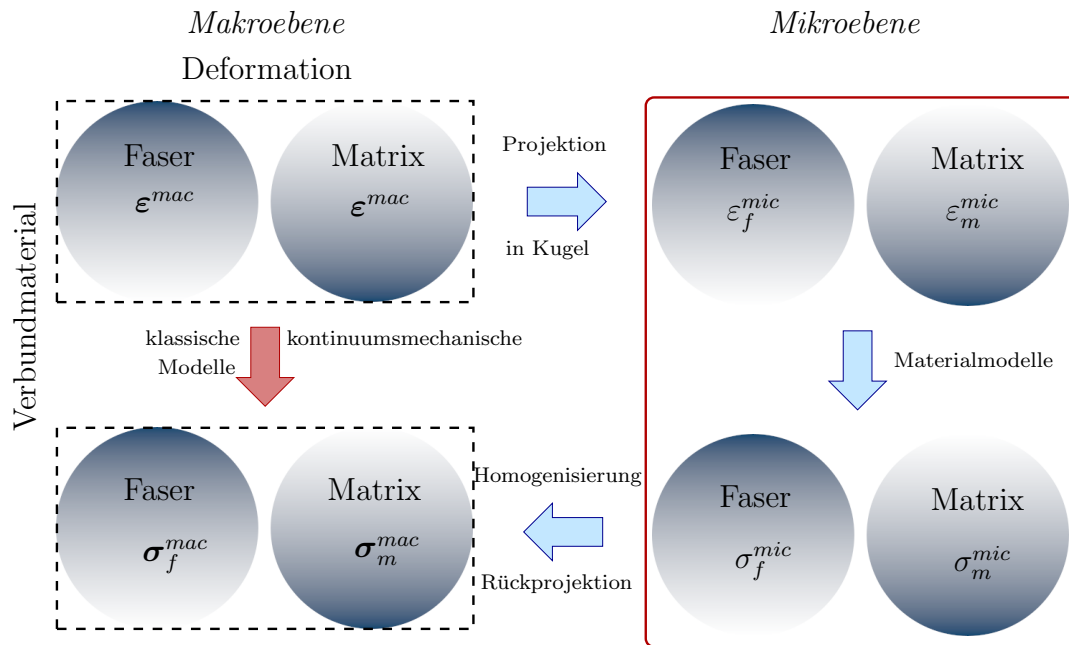 Makroebene
Mikroebene
Deformation
Verbundmaterial
Faser
Matrix
ε^{mac}
ε^{mac}
Projektion
in Kugel
Faser
Matrix
ε_f^{mic}
ε_m^{mic}
klassische
kontinuumsmechanische
Modelle
Materialmodelle
Faser
Matrix
σ_f^{mac}
σ_m^{mac}
Homogenisierung
Rückprojektion
Faser
Matrix
σ_f^{mic}
σ_m^{mic}